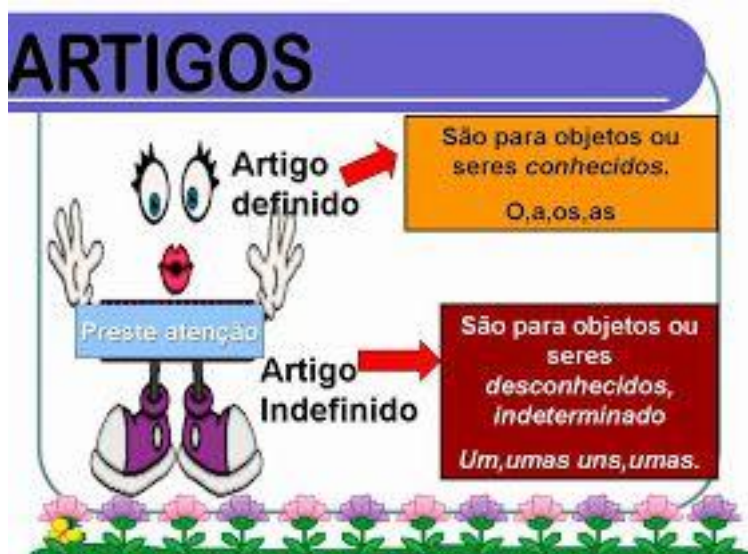 ARTIGOS
Artigo
definido
São para objetos ou
seres conhecidos.
O,a,os,as
Preste atenção
Artigo
Indefinido
São para objetos ou
seres
desconhecidos,
indeterminado
Um,umas uns,umas.